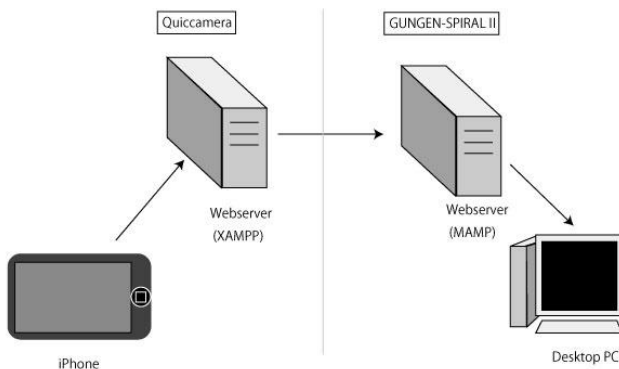 Quiccamera
GUNGEN-SPIRAL II
Webserver
(XAMPP)
Webserver
(MAMP)
iPhone
Desktop PC